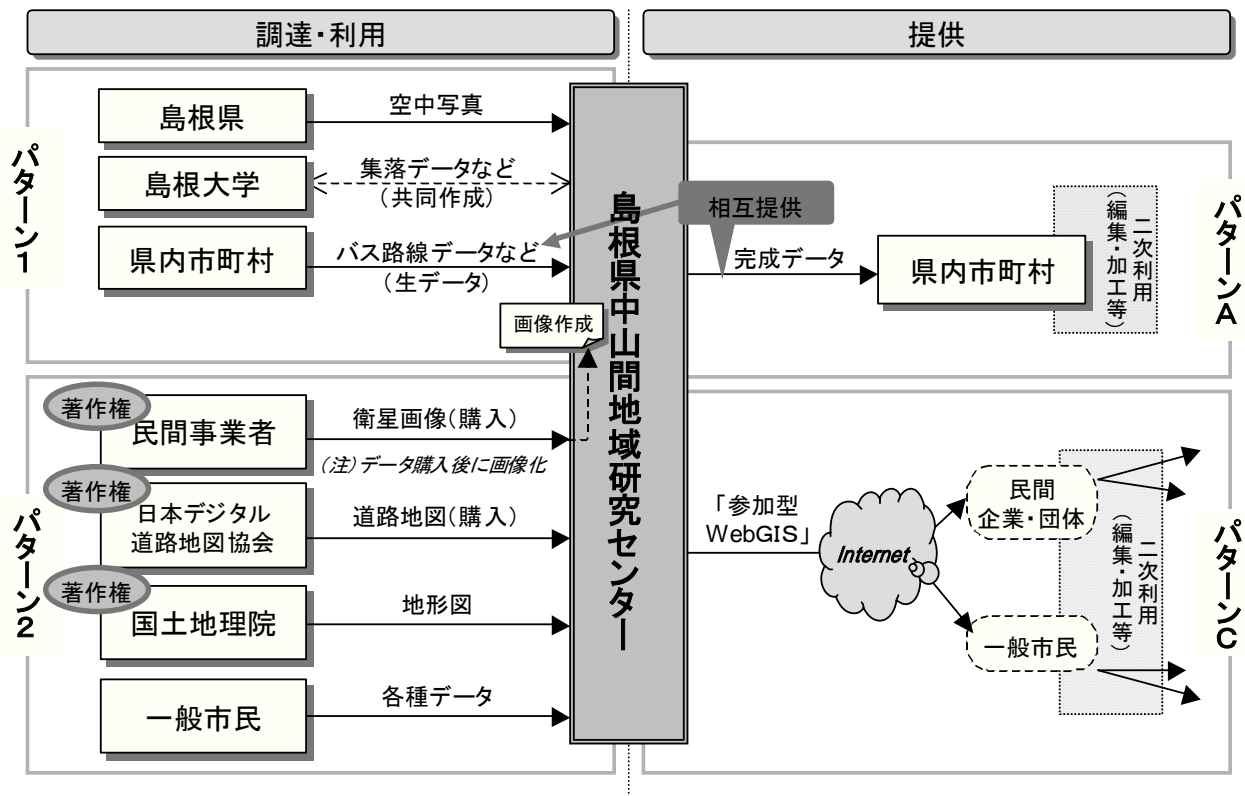 調達・利用
提供
パターン1
島根県
空中写真
島根大学
集落データなど
（共同作成）
県内市町村
バス路線データなど
（生データ）
画像作成
島根県中山間地域研究センター
相互提供
完成データ
県内市町村
二次利用
（編集・加工等）
パターンA
パターン2
著作権
民間事業者
衛星画像（購入）
（注）データ購入後に画像化
著作権
日本デジタル
道路地図協会
道路地図（購入）
著作権
国土地理院
地形図
一般市民
各種データ
「参加型
WebGIS」
Internet
民間
企業・団体
一般市民
二次利用
（編集・加工等）
パターンC